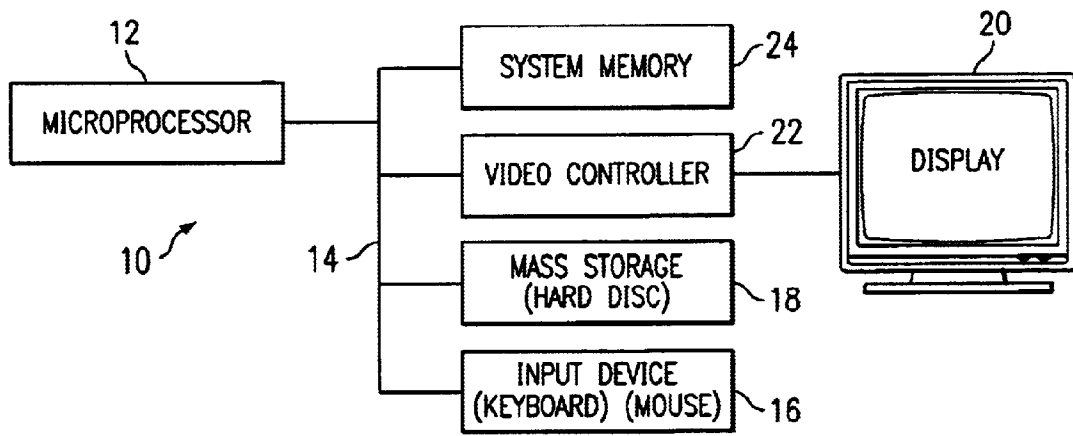 12
MICROPROCESSOR
10
14
SYSTEM MEMORY
24
VIDEO CONTROLLER
22
MASS STORAGE
(HARD DISC)
18
INPUT DEVICE
(KEYBOARD) (MOUSE)
16
20
DISPLAY